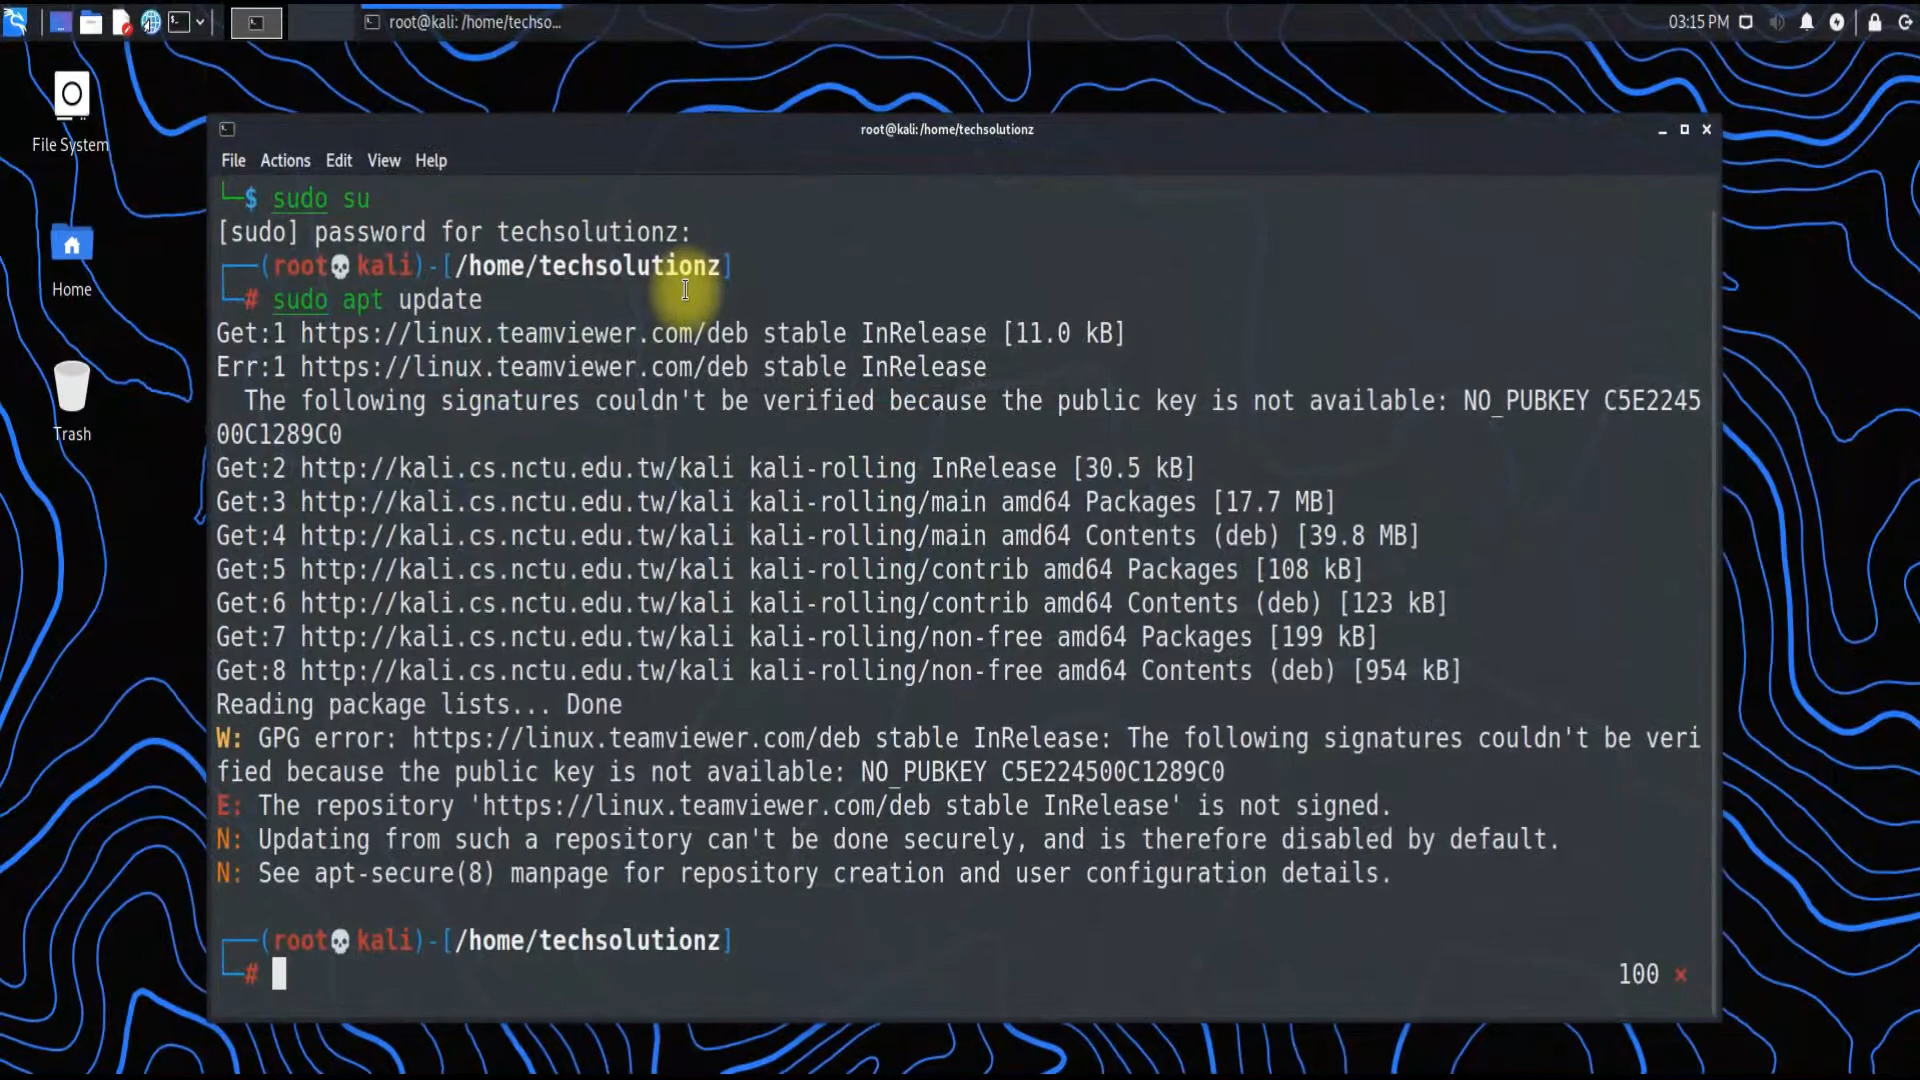 root@kali: /home/techso...
03:15 PM
File System
Home
Trash
root@kali:/home/techsolutionz
File Actions Edit View Help
└─$ sudo su
[sudo] password for techsolutionz:
┌──(root💀kali)-[/home/techsolutionz]
└─# sudo apt update
Get:1 https://linux.teamviewer.com/deb stable InRelease [11.0 kB]
Err:1 https://linux.teamviewer.com/deb stable InRelease
The following signatures couldn't be verified because the public key is not available: NO_PUBKEY C5E2245
00C1289C0
Get:2 http://kali.cs.nctu.edu.tw/kali kali-rolling InRelease [30.5 kB]
Get:3 http://kali.cs.nctu.edu.tw/kali kali-rolling/main amd64 Packages [17.7 MB]
Get:4 http://kali.cs.nctu.edu.tw/kali kali-rolling/main amd64 Contents (deb) [39.8 MB]
Get:5 http://kali.cs.nctu.edu.tw/kali kali-rolling/contrib amd64 Packages [108 kB]
Get:6 http://kali.cs.nctu.edu.tw/kali kali-rolling/contrib amd64 Contents (deb) [123 kB]
Get:7 http://kali.cs.nctu.edu.tw/kali kali-rolling/non-free amd64 Packages [199 kB]
Get:8 http://kali.cs.nctu.edu.tw/kali kali-rolling/non-free amd64 Contents (deb) [954 kB]
Reading package lists... Done
W: GPG error: https://linux.teamviewer.com/deb stable InRelease: The following signatures couldn't be veri
fied because the public key is not available: NO_PUBKEY C5E224500C1289C0
E: The repository 'https://linux.teamviewer.com/deb stable InRelease' is not signed.
N: Updating from such a repository can't be done securely, and is therefore disabled by default.
N: See apt-secure(8) manpage for repository creation and user configuration details.
┌──(root💀kali)-[/home/techsolutionz]
└─# 100 ×